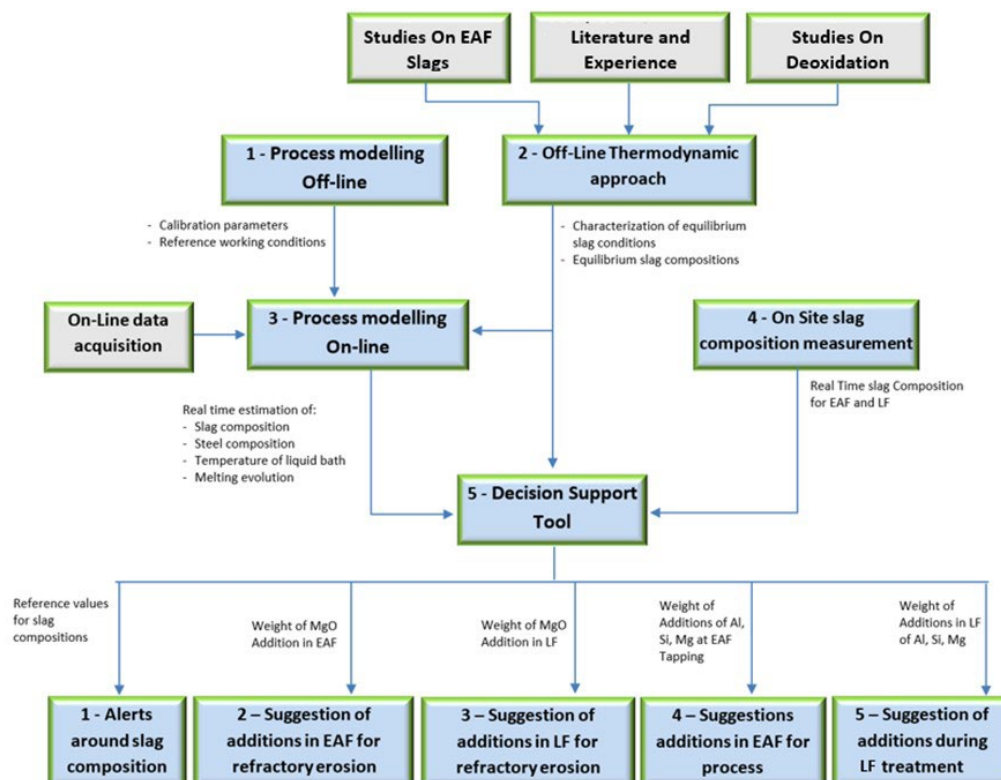 Studies On EAF
Slags
Literature and
Experience
Studies On
Deoxidation
1 - Process modelling
Off-line
2 - Off-Line Thermodynamic
approach
- Calibration parameters
- Reference working conditions
- Characterization of equilibrium
slag conditions
- Equilibrium slag compositions
On-Line data
acquisition
3 - Process modelling
On-line
4 - On Site slag
composition measurement
Real Time slag Composition
for EAF and LF
Real time estimation of:
- Slag composition
- Steel composition
- Temperature of liquid bath
- Melting evolution
5 - Decision Support
Tool
Reference values
for slag
compositions
Weight of MgO
Addition in EAF
Weight of MgO
Addition in LF
Weight of
Additions of Al,
Si, Mg at EAF
Tapping
Weight of
Additions in LF
of Al, Si, Mg
1 - Alerts
around slag
composition
2 – Suggestion of
additions in EAF for
refractory erosion
3 – Suggestion of
additions in LF for
refractory erosion
4 – Suggestions
additions in EAF for
process
5 – Suggestion of
additions during
LF treatment